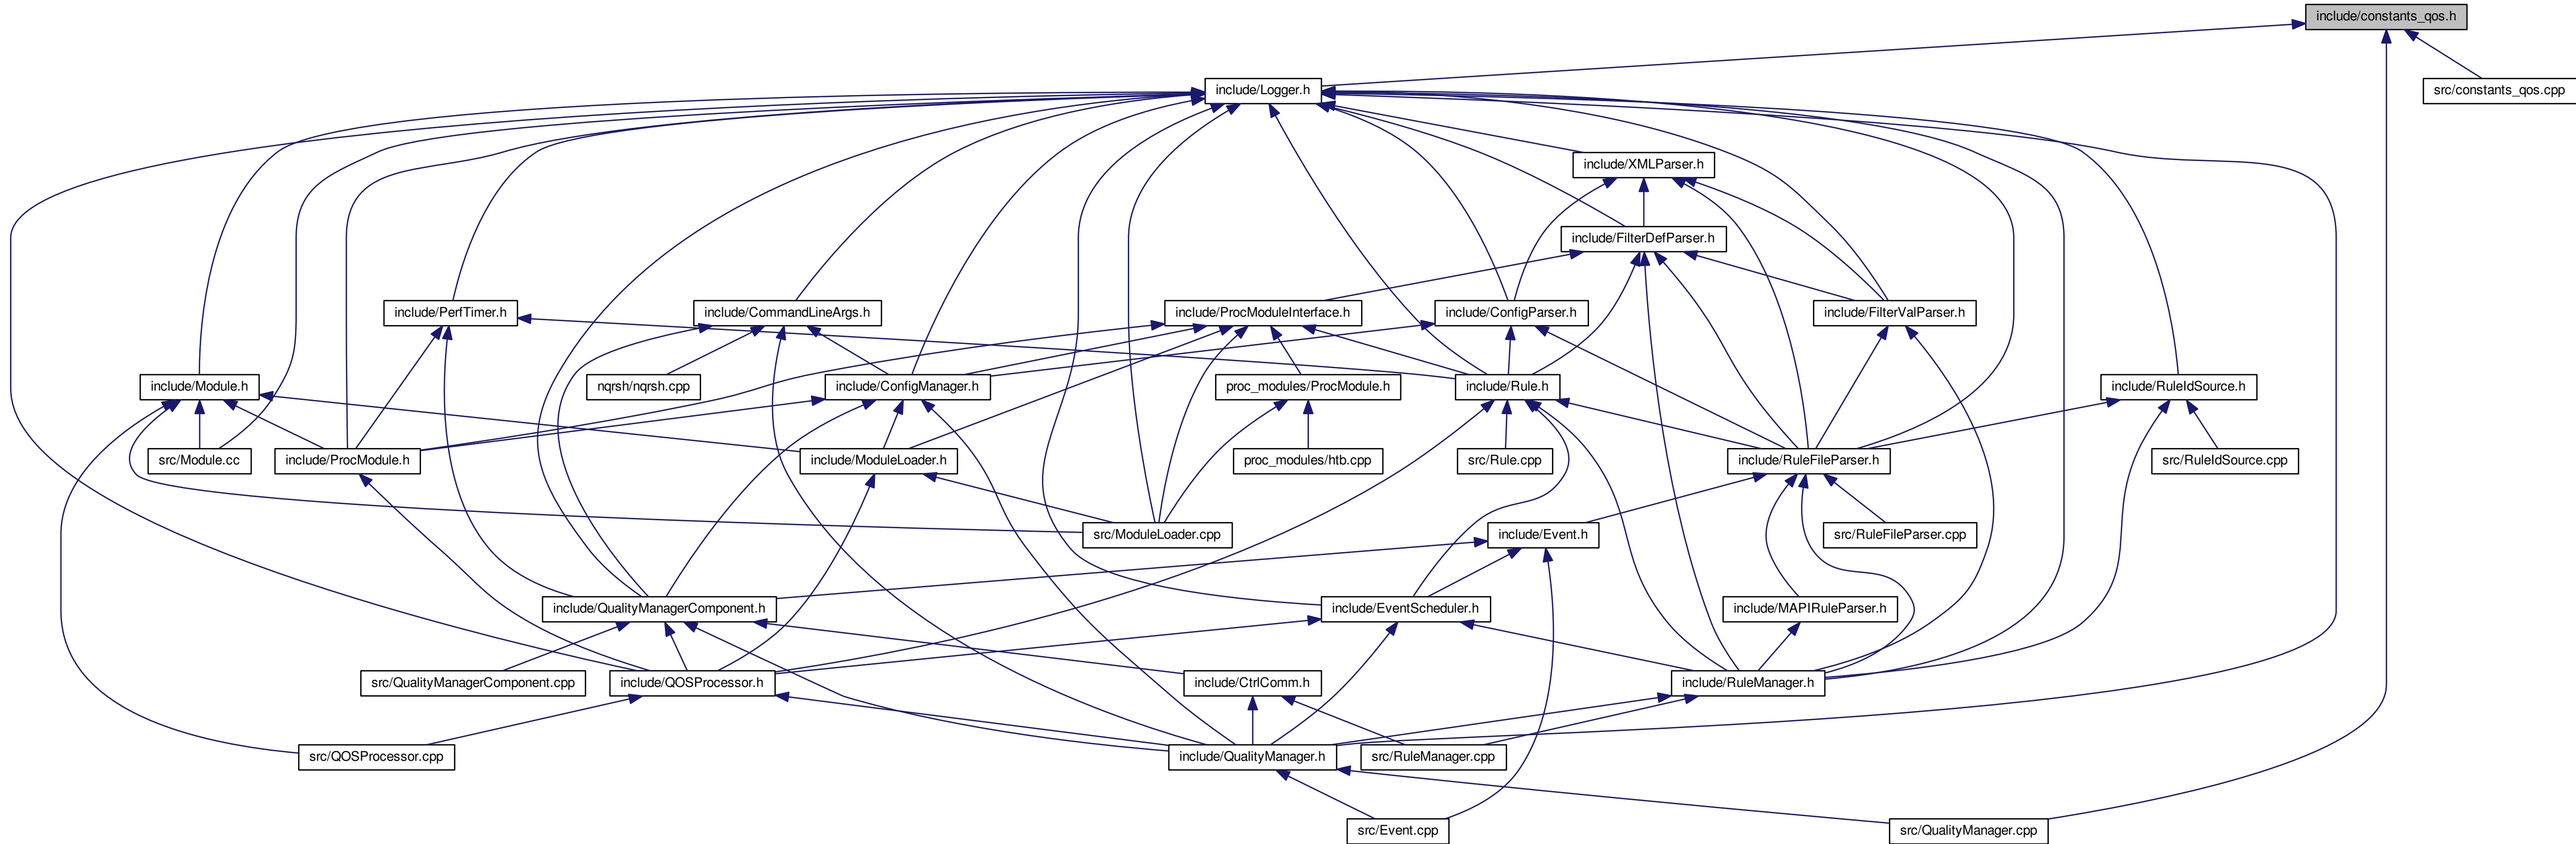 include/constants_qos.h
include/Logger.h
src/constants_qos.cpp
include/XMLParser.h
include/FilterDefParser.h
include/PerfTimer.h
include/CommandLineArgs.h
include/ProcModuleInterface.h
include/ConfigParser.h
include/FilterValParser.h
include/Module.h
nqrsh/nqrsh.cpp
include/ConfigManager.h
proc_modules/ProcModule.h
include/Rule.h
include/RuleIdSource.h
src/Module.cc
include/ProcModule.h
include/ModuleLoader.h
proc_modules/htb.cpp
src/Rule.cpp
include/RuleFileParser.h
src/RuleIdSource.cpp
src/ModuleLoader.cpp
include/Event.h
src/RuleFileParser.cpp
include/QualityManagerComponent.h
include/EventScheduler.h
include/MAPIRuleParser.h
src/QualityManagerComponent.cpp
include/QOSProcessor.h
include/CtrlComm.h
include/RuleManager.h
src/QOSProcessor.cpp
include/QualityManager.h
src/RuleManager.cpp
src/Event.cpp
src/QualityManager.cpp